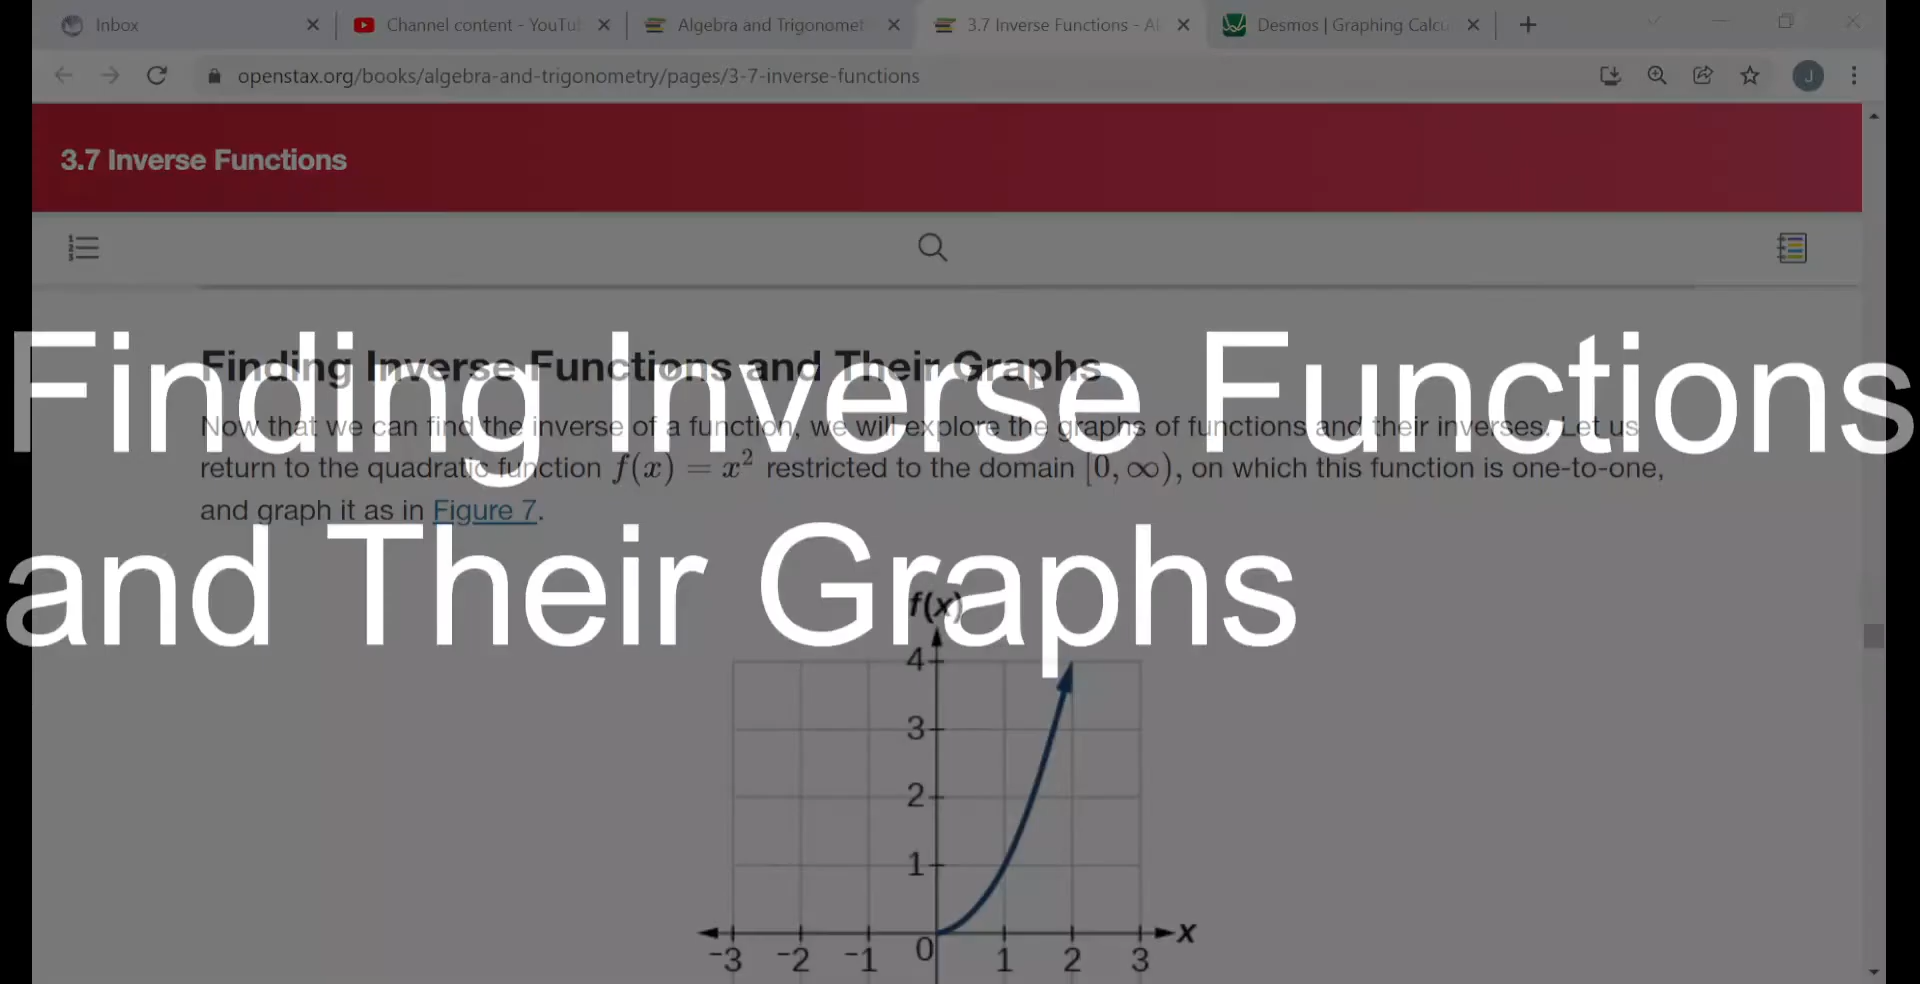 Inbox
Channel content - YouTu
Algebra and Trigonomet
3.7 Inverse Functions - Al
Desmos | Graphing Calcu
openstax.org/books/algebra-and-trigonometry/pages/3-7-inverse-functions
J
3.7 Inverse Functions
Finding Inverse Functions
and Their Graphs
Finding Inverse Functions and Their Graphs
Now that we can find the inverse of a function, we will explore the graphs of functions and their inverses. Let us
return to the quadratic function f(x) = x² restricted to the domain [0, ∞), on which this function is one-to-one,
and graph it as in Figure 7.
f(x)
4
3
2
1
x
-3 -2 -1 0 1 2 3